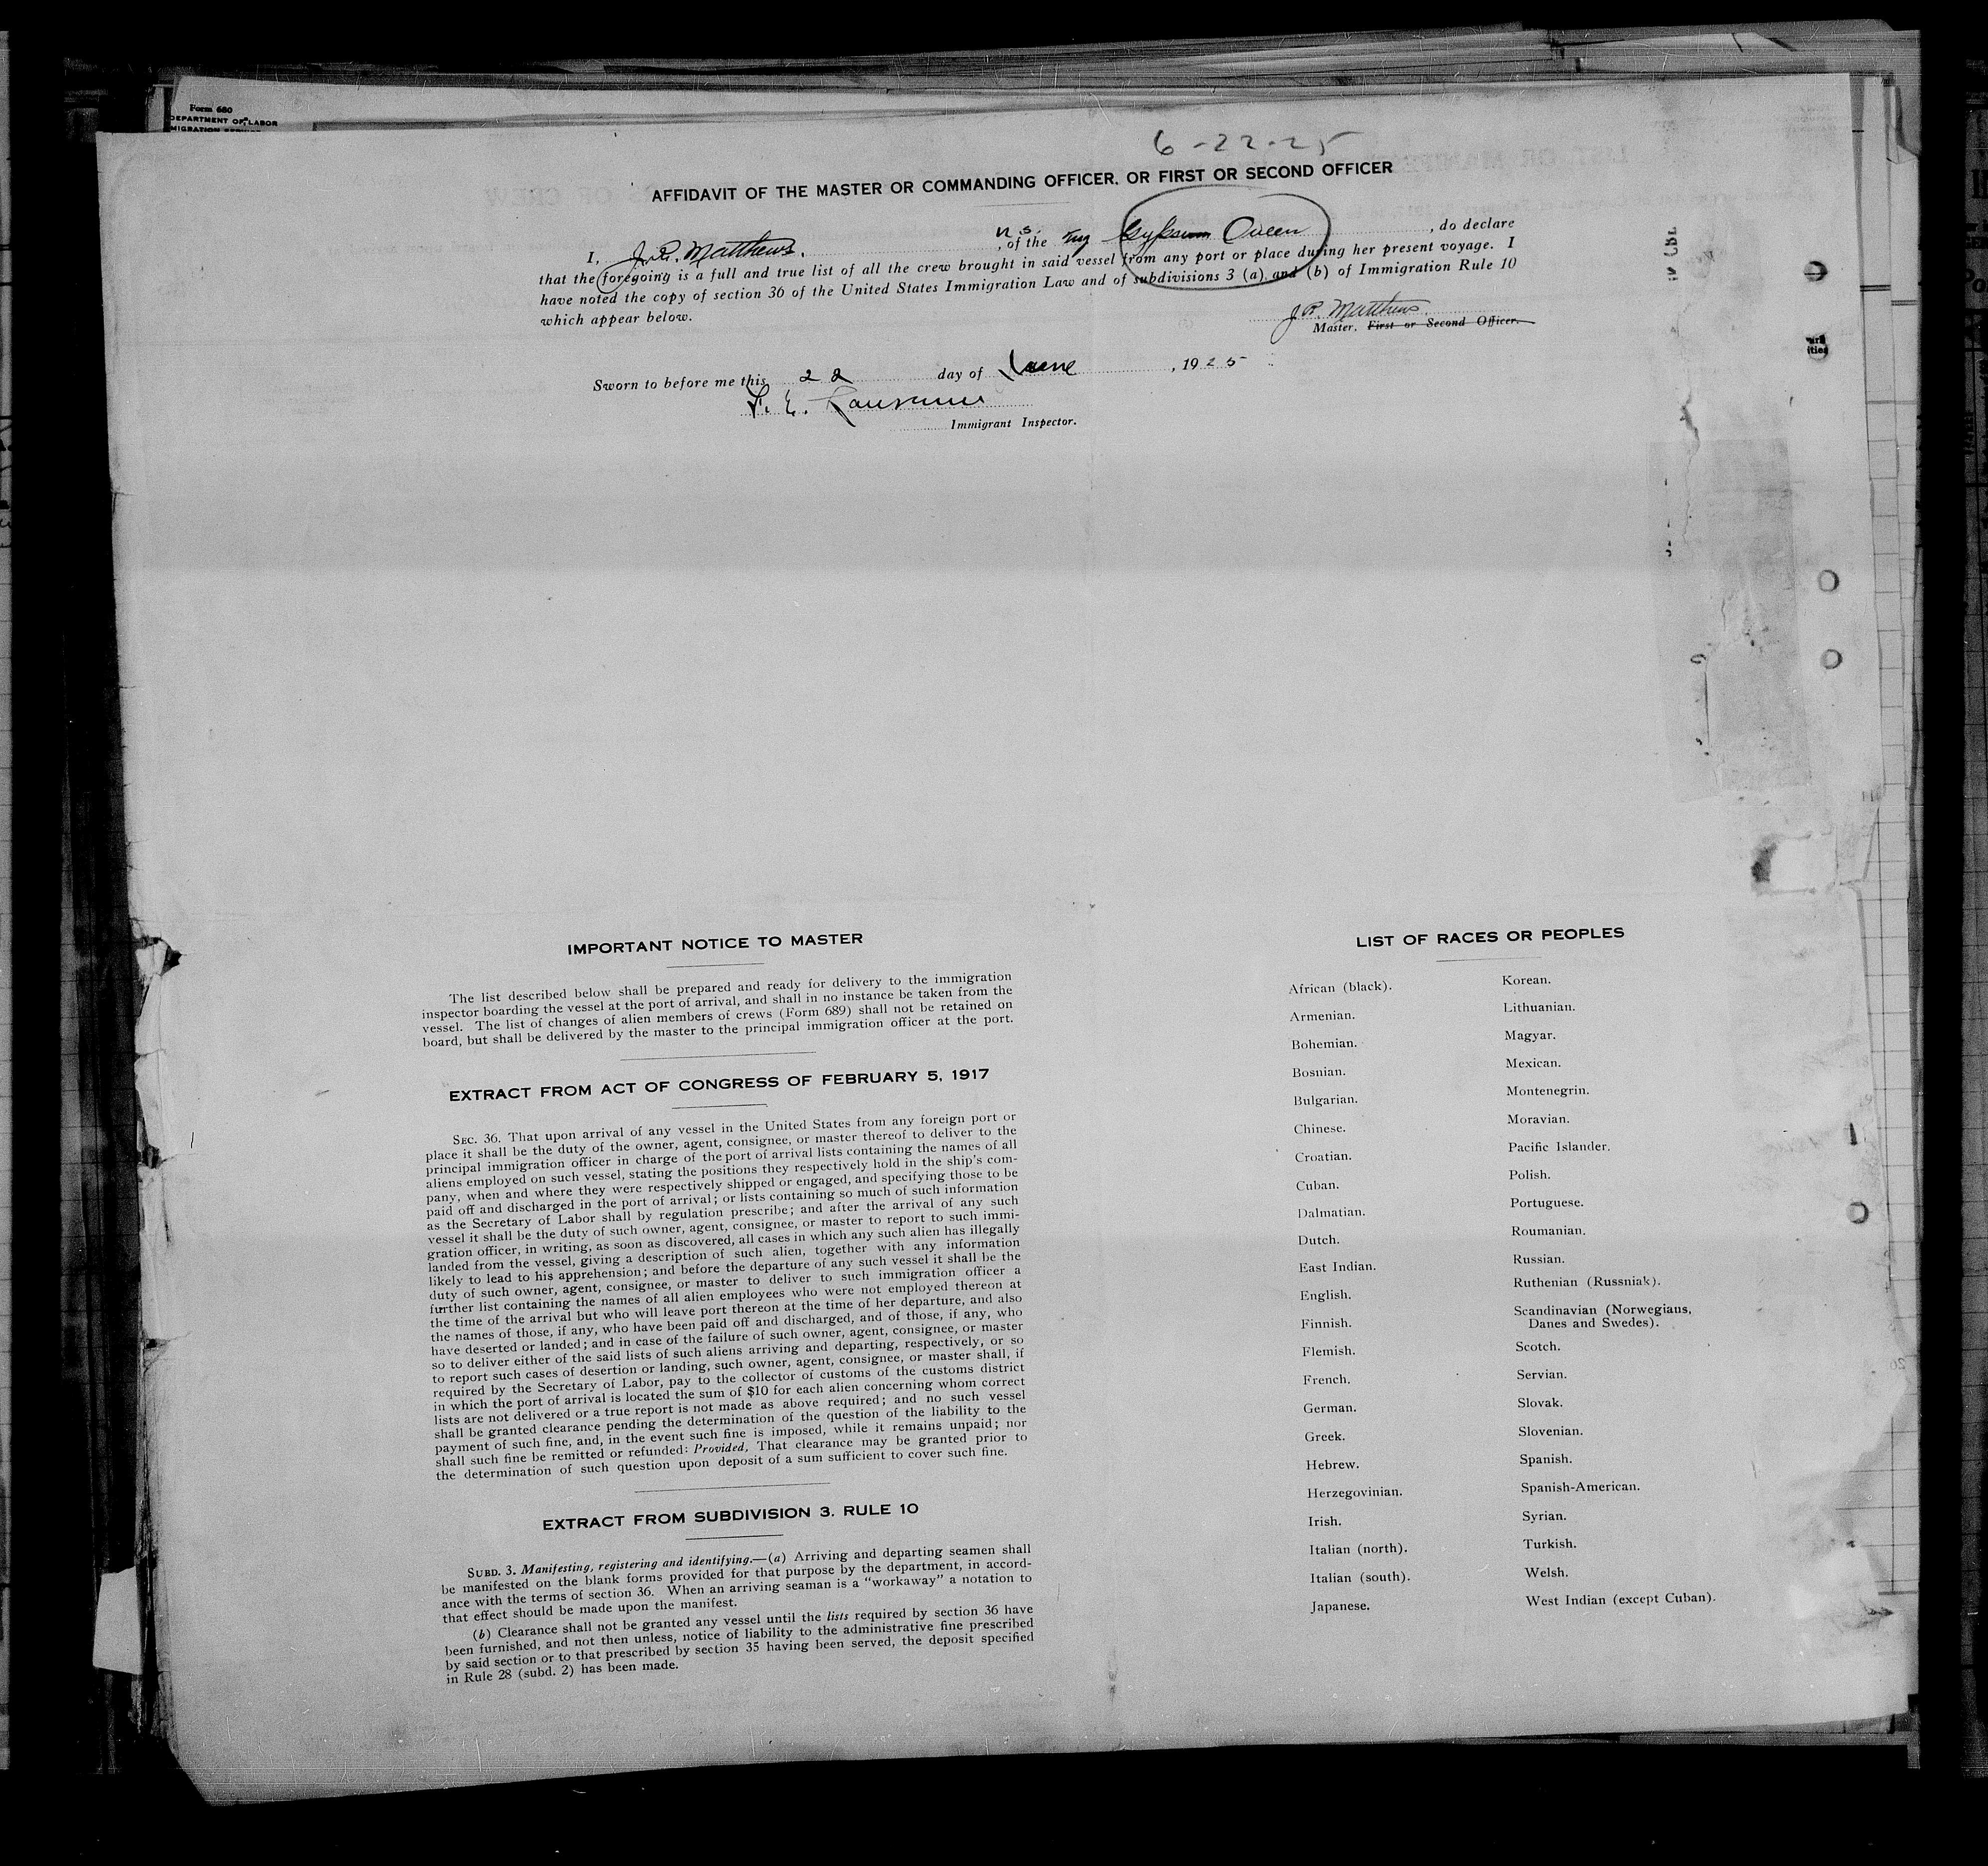 Form 680
DEPARTMENT OF LABOR
6-22-25
AFFIDAVIT OF THE MASTER OR COMMANDING OFFICER, OR FIRST OR SECOND OFFICER
I, J. R. Matthews. , of the Gypsum Queen , do declare
that the foregoing is a full and true list of all the crew brought in said vessel from any port or place during her present voyage. I
have noted the copy of section 36 of the United States Immigration Law and of subdivisions 3 (a) and (b) of Immigration Rule 10
which appear below.
J. R. Matthews
Master, First or Second Officer.
Sworn to before me this 22 day of June , 1925
Immigrant Inspector.
IMPORTANT NOTICE TO MASTER
The list described below shall be prepared and ready for delivery to the immigration
inspector boarding the vessel at the port of arrival, and shall in no instance be taken from the
vessel. The list of changes of alien members of crews (Form 689) shall not be retained on
board, but shall be delivered by the master to the principal immigration officer at the port.
EXTRACT FROM ACT OF CONGRESS OF FEBRUARY 5, 1917
SEC. 36. That upon arrival of any vessel in the United States from any foreign port or
place it shall be the duty of the owner, agent, consignee, or master thereof to deliver to the
principal immigration officer in charge of the port of arrival lists containing the names of all
aliens employed on such vessel, stating the positions they respectively hold in the ship's com-
pany, when and where they were respectively shipped or engaged, and specifying those to be
paid off and discharged in the port of arrival; or lists containing so much of such information
as the Secretary of Labor shall by regulation prescribe; and after the arrival of any such
vessel it shall be the duty of such owner, agent, consignee, or master to report to such immi-
gration officer, in writing, as soon as discovered, all cases in which any such alien has illegally
landed from the vessel, giving a description of such alien, together with any information
likely to lead to his apprehension; and before the departure of any such vessel it shall be the
duty of such owner, agent, consignee, or master to deliver to such immigration officer a
further list containing the names of all alien employees who were not employed thereon at
the time of the arrival but who will leave port thereon at the time of her departure, and also
the names of those, if any, who have been paid off and discharged, and of those, if any, who
have deserted or landed; and in case of the failure of such owner, agent, consignee, or master
so to deliver either of the said lists of such aliens arriving and departing, respectively, or so
to report such cases of desertion or landing, such owner, agent, consignee, or master shall, if
required by the Secretary of Labor, pay to the collector of customs of the customs district
in which the port of arrival is located the sum of $10 for each alien concerning whom correct
lists are not delivered or a true report is not made as above required; and no such vessel
shall be granted clearance pending the determination of the question of the liability to the
payment of such fine, and, in the event such fine is imposed, while it remains unpaid; nor
shall such fine be remitted or refunded: Provided, That clearance may be granted prior to
the determination of such question upon deposit of a sum sufficient to cover such fine.
EXTRACT FROM SUBDIVISION 3, RULE 10
SUBD. 3. Manifesting, registering and identifying.—(a) Arriving and departing seamen shall
be manifested on the blank forms provided for that purpose by the department, in accord-
ance with the terms of section 36. When an arriving seaman is a "workaway" a notation to
that effect should be made upon the manifest.
(b) Clearance shall not be granted any vessel until the lists required by section 36 have
been furnished, and not then unless, notice of liability to the administrative fine prescribed
by said section or to that prescribed by section 35 having been served, the deposit specified
in Rule 28 (subd. 2) has been made.
LIST OF RACES OR PEOPLES
African (black).
Armenian.
Bohemian.
Bosnian.
Bulgarian.
Chinese.
Croatian.
Cuban.
Dalmatian.
Dutch.
East Indian.
English.
Finnish.
Flemish.
French.
German.
Greek.
Hebrew.
Herzegovinian.
Irish.
Italian (north).
Italian (south).
Japanese.
Korean.
Lithuanian.
Magyar.
Mexican.
Montenegrin.
Moravian.
Pacific Islander.
Polish.
Portuguese.
Roumanian.
Russian.
Ruthenian (Russniak).
Scandinavian (Norwegians,
Danes and Swedes).
Scotch.
Servian.
Slovak.
Slovenian.
Spanish.
Spanish-American.
Syrian.
Turkish.
Welsh.
West Indian (except Cuban).